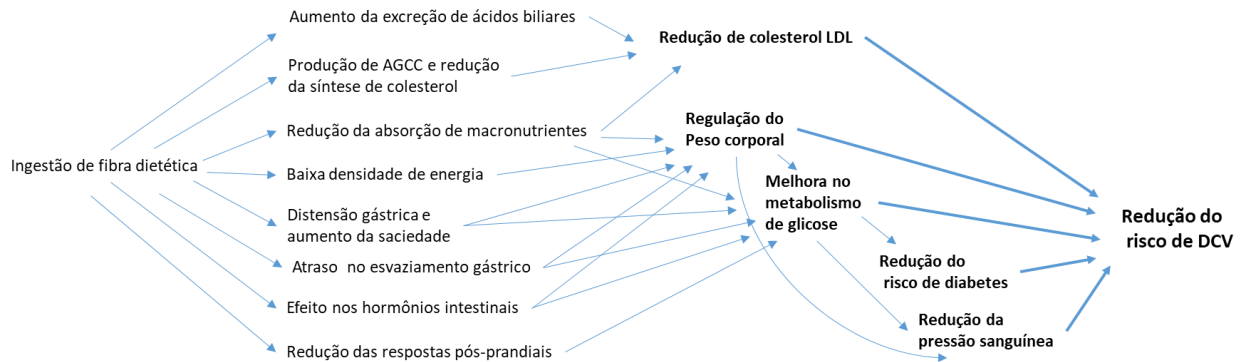 Ingestão de fibra dietética
Aumento da excreção de ácidos biliares
Produção de AGCC e redução
da síntese de colesterol
Redução da absorção de macronutrientes
Baixa densidade de energia
Distensão gástrica e
aumento da saciedade
Atraso no esvaziamento gástrico
Efeito nos hormônios intestinais
Redução das respostas pós-prandiais
Redução de colesterol LDL
Regulação do
Peso corporal
Melhora no
metabolismo
de glicose
Redução do
risco de diabetes
Redução da
pressão sanguínea
Redução do
risco de DCV